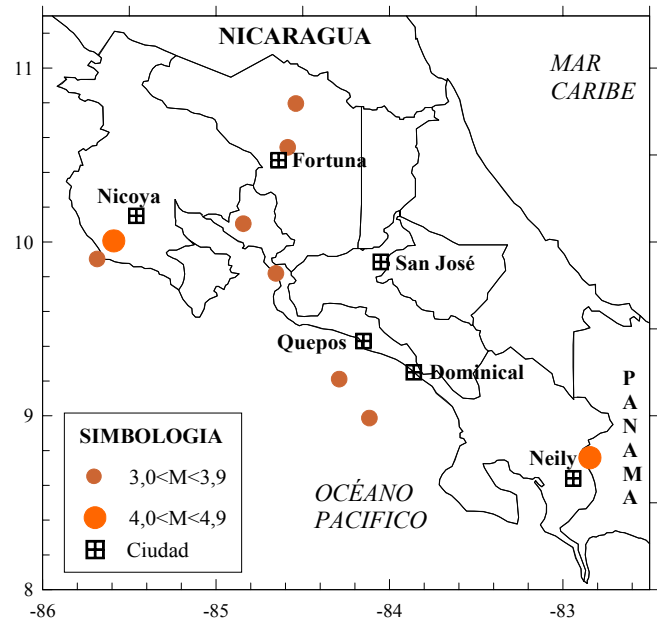 NICARAGUA
MAR
CARIBE
11
Fortuna
Nicoya
10
San José
Quepos
Dominical
9
PANAMA
SIMBOLOGIA
3,0<M<3,9
4,0<M<4,9
Ciudad
Neily
OCÉANO
PACIFICO
8
-86
-85
-84
-83